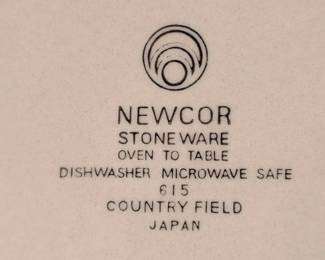 NEWCOR
STONEWARE
OVEN TO TABLE
DISHWASHER MICROWAVE SAFE
615
COUNTRY FIELD
JAPAN